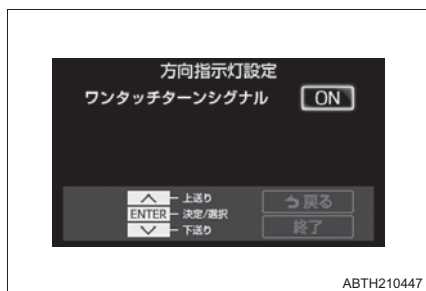 方向指示灯設定
ワンタッチターンシグナル ON
上送り
ENTER 決定/選択
下送り
戻る
終了
ABTH210447